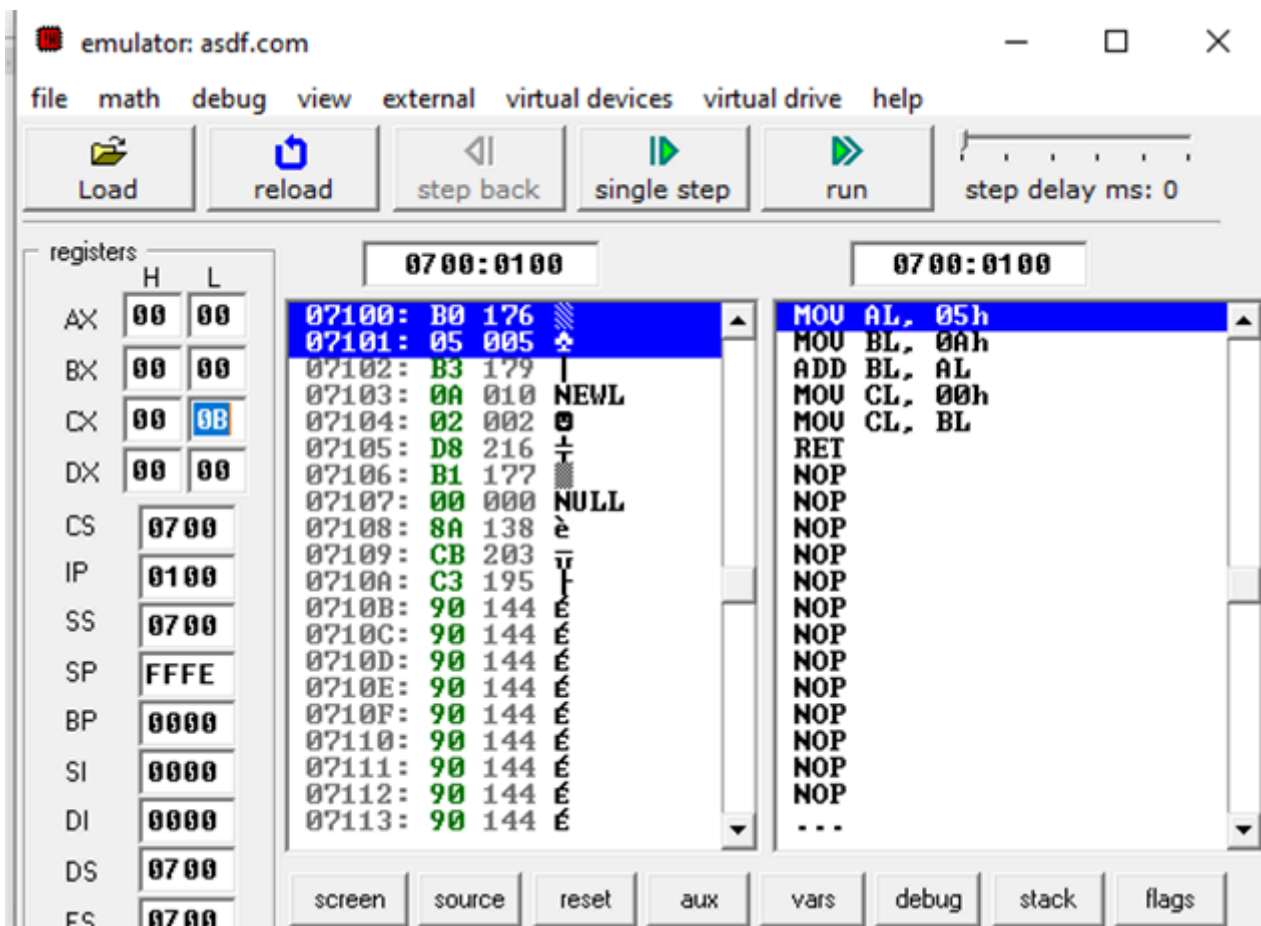 emulator: asdf.com
file math debug view external virtual devices virtual drive help
Load reload step back single step run step delay ms: 0
registers
H L
0700:0100 0700:0100
AX 00 00
BX 00 00
CX 00 0B
DX 00 00
CS 0700
IP 0100
SS 0700
SP FFFE
BP 0000
SI 0000
DI 0000
DS 0700
ES 0700
07100: B0 176 ▒
07101: 05 005 ♣
07102: B3 179 │
07103: 0A 010 NEWL
07104: 02 002 ☻
07105: D8 216 ╪
07106: B1 177 ▒
07107: 00 000 NULL
07108: 8A 138 è
07109: CB 203 ╦
0710A: C3 195 ├
0710B: 90 144 É
0710C: 90 144 É
0710D: 90 144 É
0710E: 90 144 É
0710F: 90 144 É
07110: 90 144 É
07111: 90 144 É
07112: 90 144 É
07113: 90 144 É
MOV AL, 05h
MOV BL, 0Ah
ADD BL, AL
MOV CL, 00h
MOV CL, BL
RET
NOP
NOP
NOP
NOP
NOP
NOP
NOP
NOP
NOP
NOP
NOP
NOP
NOP
...
screen source reset aux vars debug stack flags